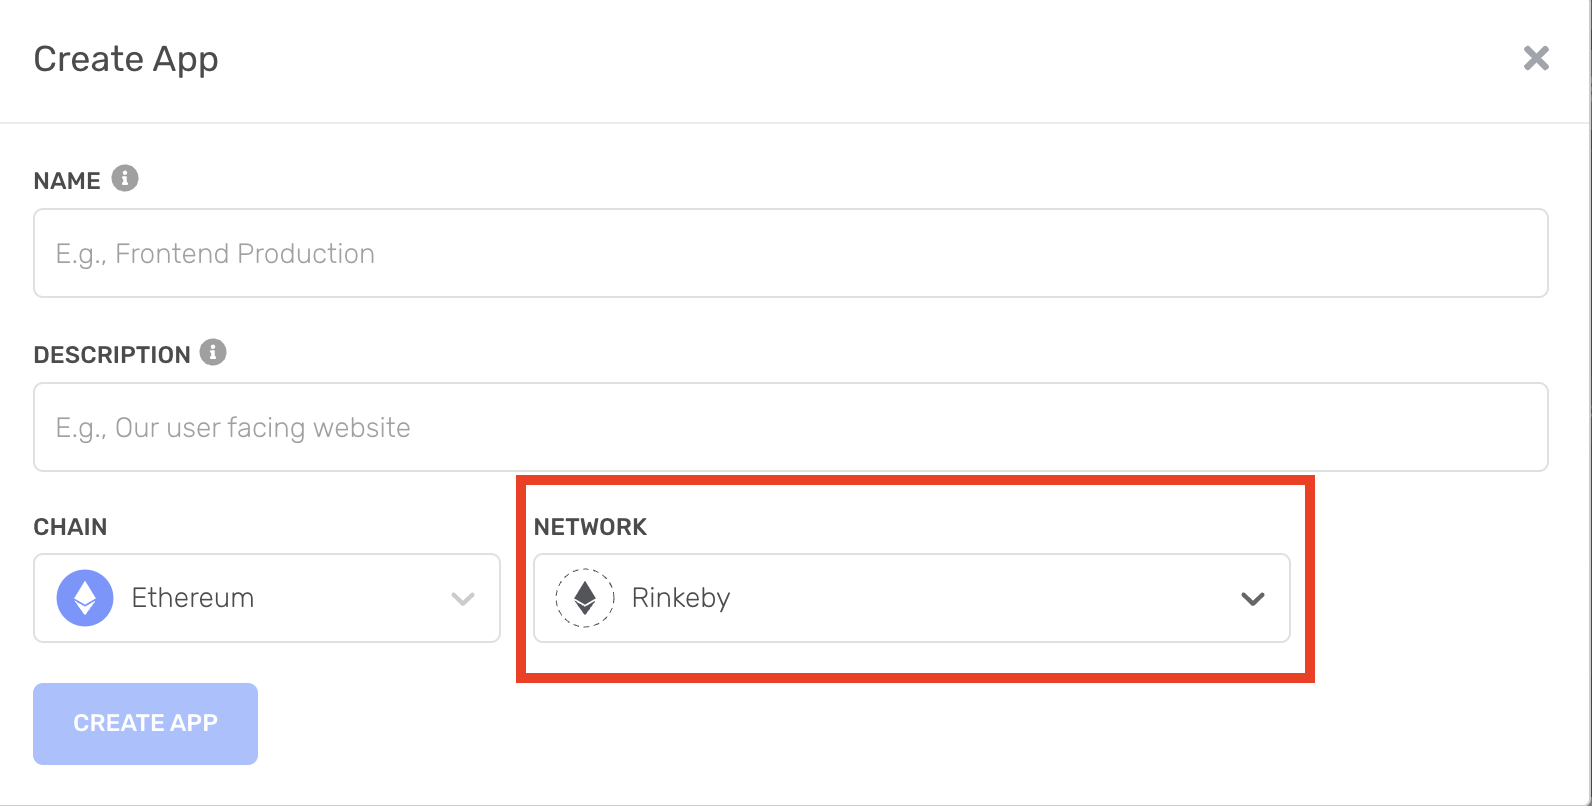 Create App
NAME
E.g., Frontend Production
DESCRIPTION
E.g., Our user facing website
CHAIN
NETWORK
Ethereum
Rinkeby
CREATE APP